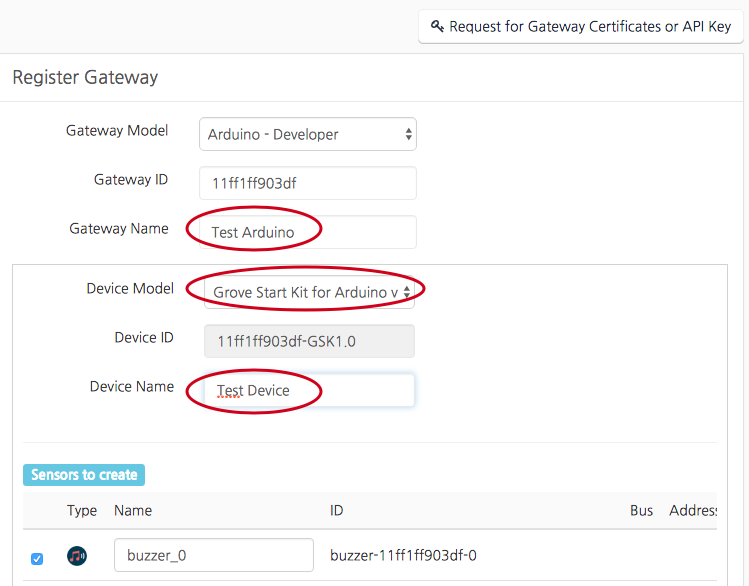 Request for Gateway Certificates or API Key
Register Gateway
Gateway Model Arduino - Developer
Gateway ID 11ff1ff903df
Gateway Name Test Arduino
Device Model Grove Start Kit for Arduino v
Device ID 11ff1ff903df-GSK1.0
Device Name Test Device
Sensors to create
Type Name ID Bus Address
buzzer_0 buzzer-11ff1ff903df-0